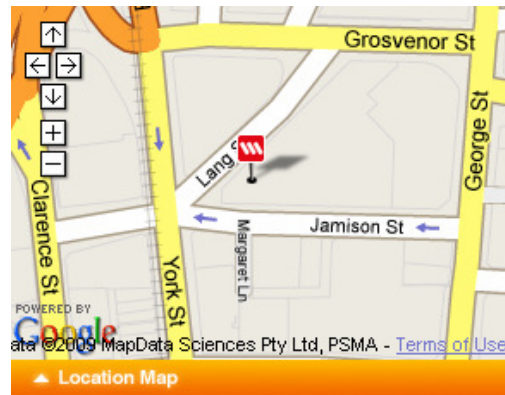 Grosvenor St
George St
Lang
Clarence St
York St
Margaret Ln
Jamison St
POWERED BY
Google
ata ©2009 MapData Sciences Pty Ltd, PSMA - Terms of Use
Location Map